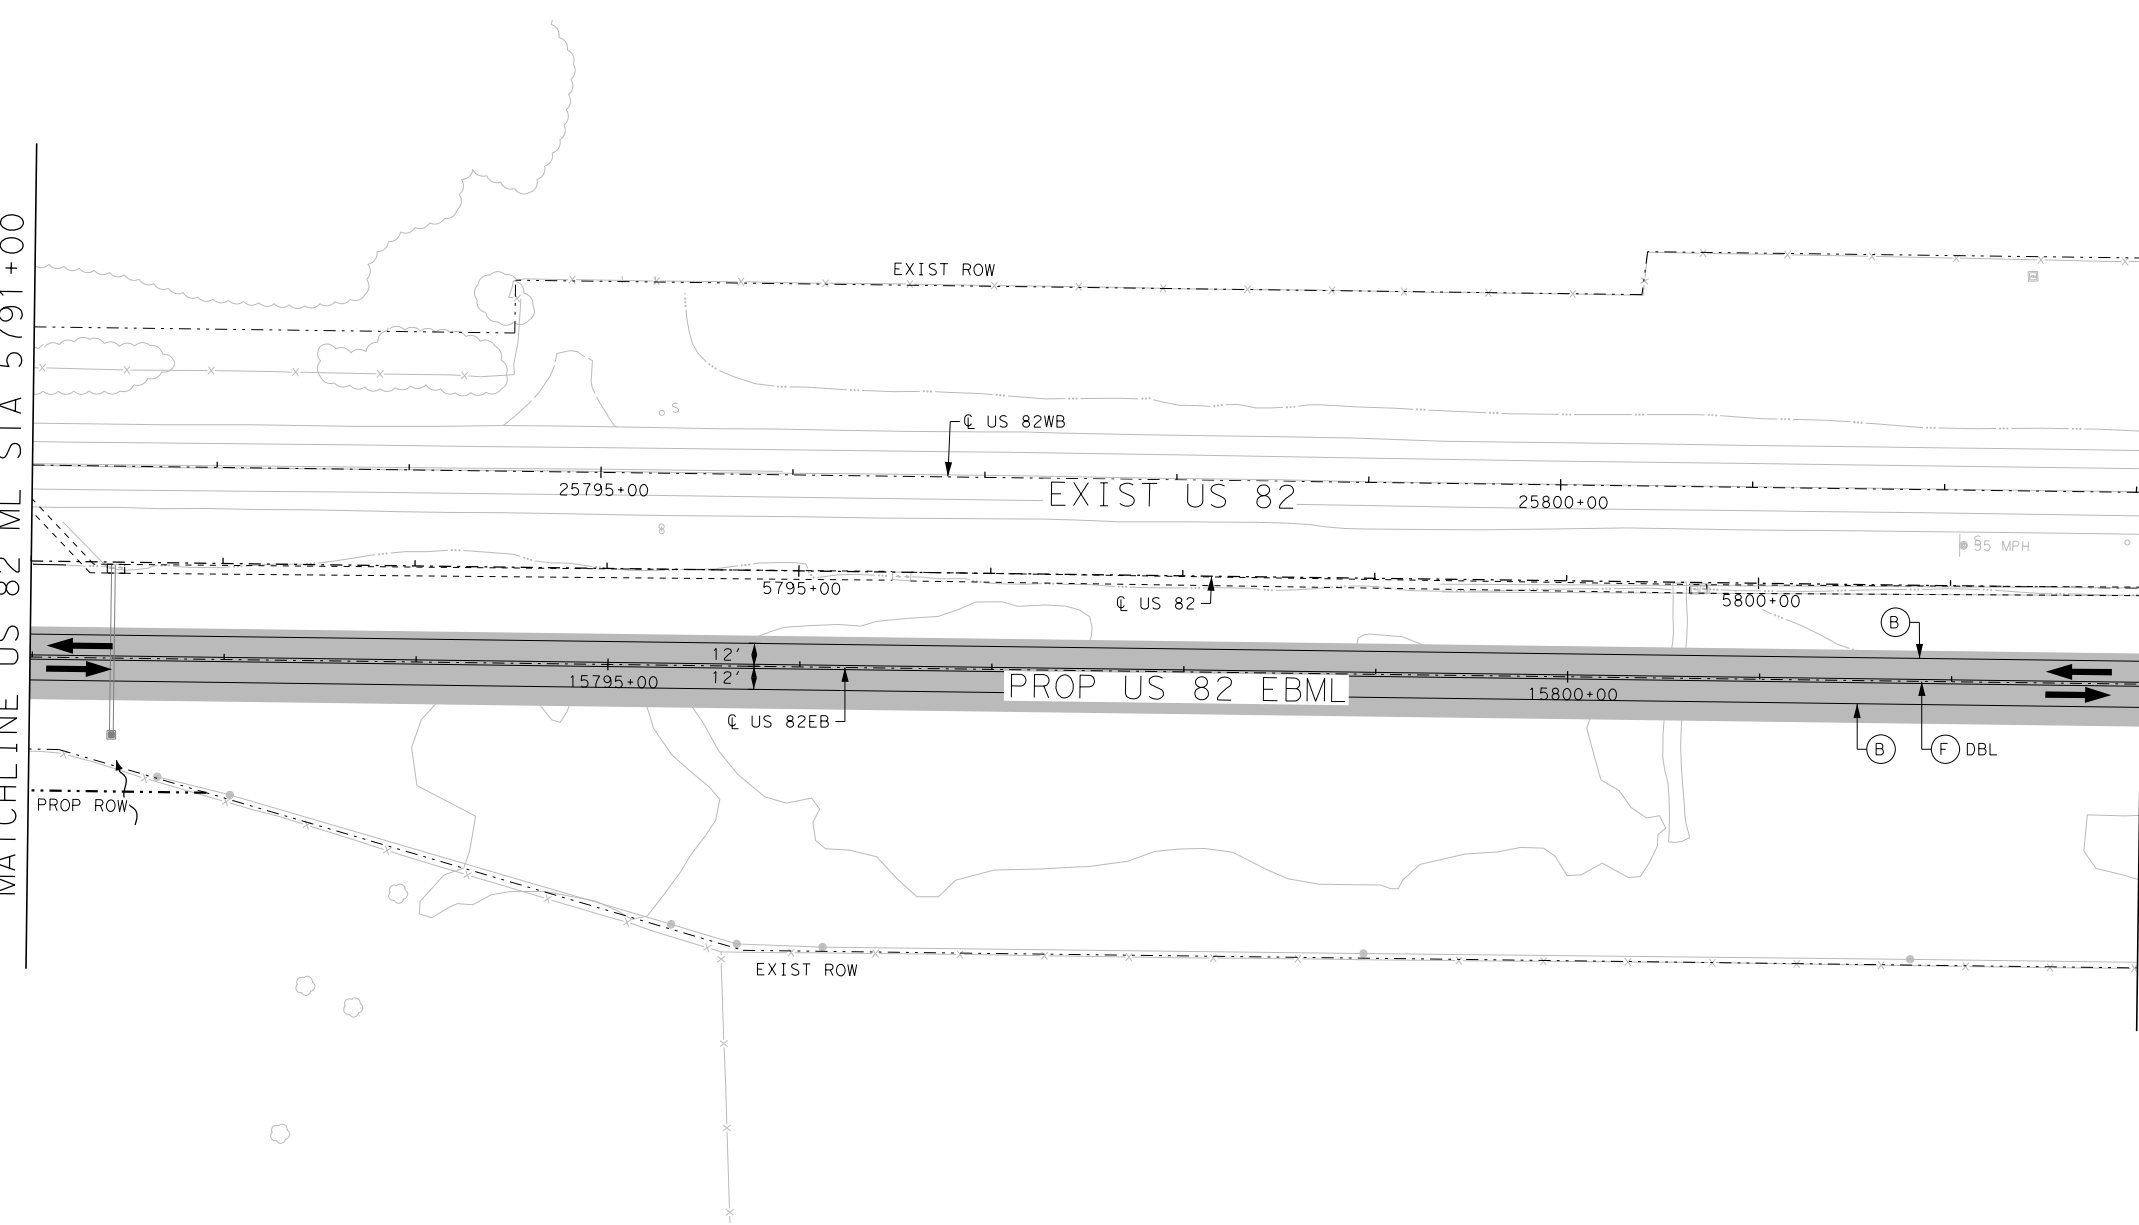 MATCHLINE US 82 ML STA 5791+00
EXIST ROW
S
℄ US 82WB
25795+00
EXIST US 82
25800+00
35 MPH
5795+00
℄ US 82
5800+00
B
12'
12'
15795+00
PROP US 82 EBML
15800+00
℄ US 82EB
B
F DBL
PROP ROW
EXIST ROW